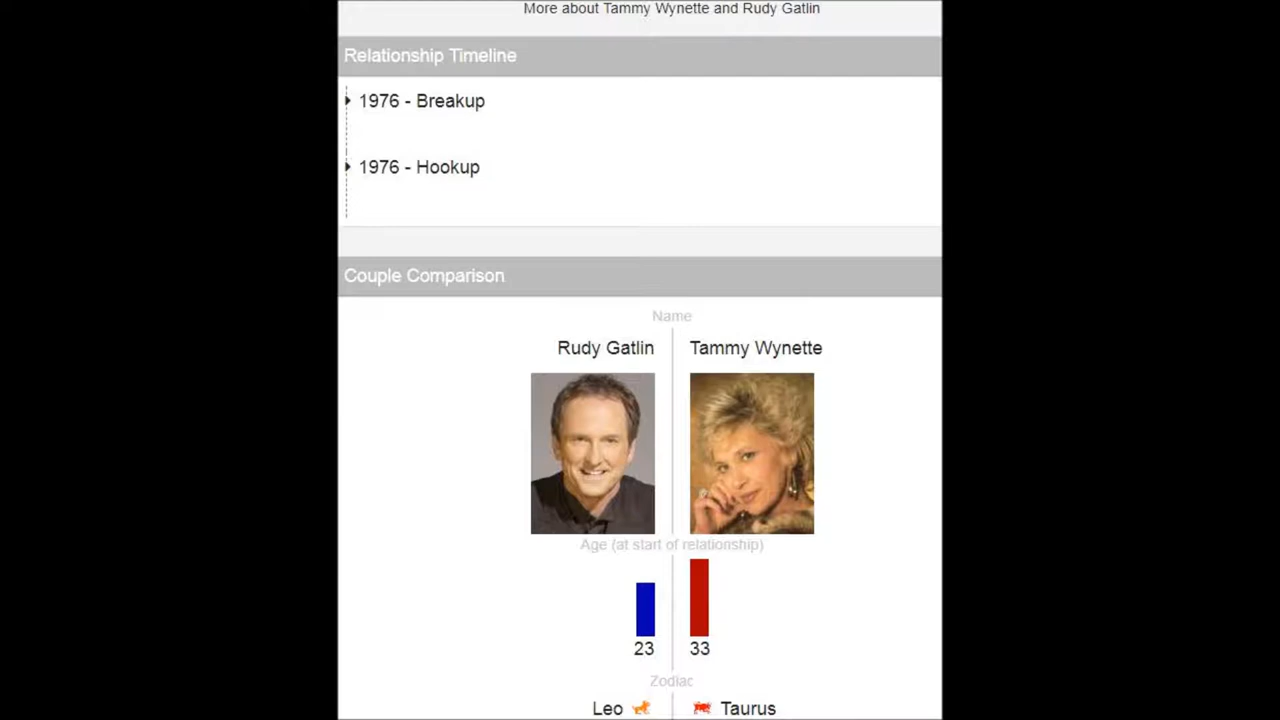 More about Tammy Wynette and Rudy Gatlin
Relationship Timeline
1976 - Breakup
1976 - Hookup
Couple Comparison
Name
Rudy Gatlin Tammy Wynette
Age (at start of relationship)
23 33
Zodiac
Leo Taurus